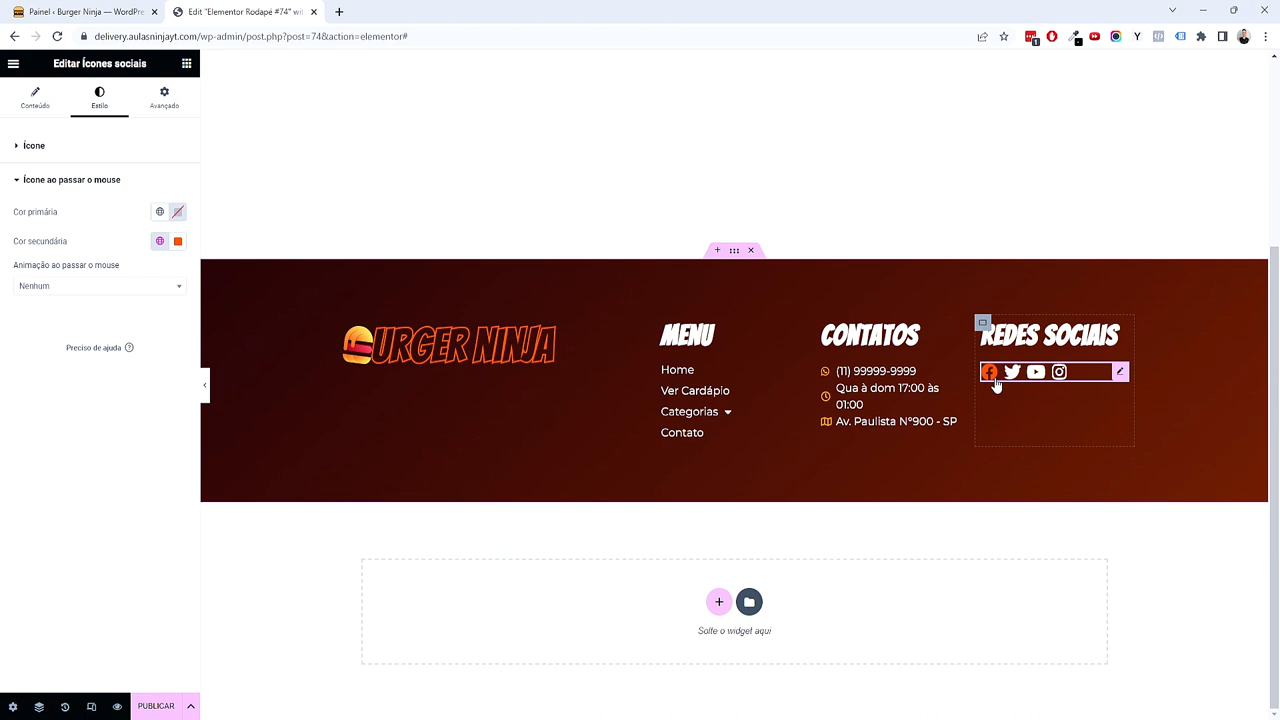 Painel ‹ Burger Ninja — WordPre
Edit "Elementor Rodapé #74" wit
delivery.aulasninjayt.com/wp-admin/post.php?post=74&action=elementor#
Editar Ícones sociais
Conteúdo
Estilo
Avançado
Ícone
Ícone ao passar o mouse
Cor primária
Cor secundária
Animação ao passar o mouse
Nenhum
Preciso de ajuda
PUBLICAR
URGER NINJA
MENU
Home
Ver Cardápio
Categorias
Contato
CONTATOS
(11) 99999-9999
Qua à dom 17:00 às
01:00
Av. Paulista N°900 - SP
REDES SOCIAIS
Solte o widget aqui